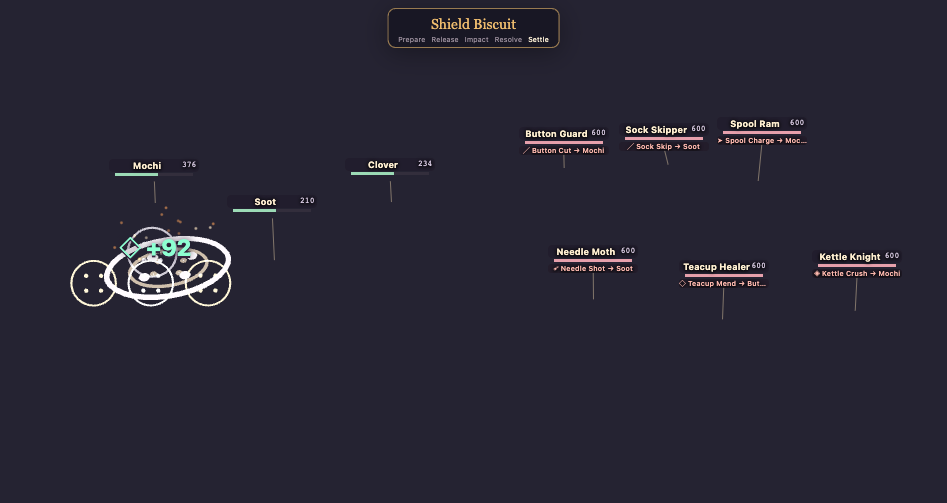 Shield Biscuit
Prepare Release Impact Resolve Settle
Mochi 376
Soot 210
Clover 234
+92
Button Guard 600
Button Cut → Mochi
Sock Skipper 600
Sock Skip → Soot
Spool Ram 600
Spool Charge → Moc...
Needle Moth 600
Needle Shot → Soot
Teacup Healer 600
Teacup Mend → But...
Kettle Knight 600
Kettle Crush → Mochi